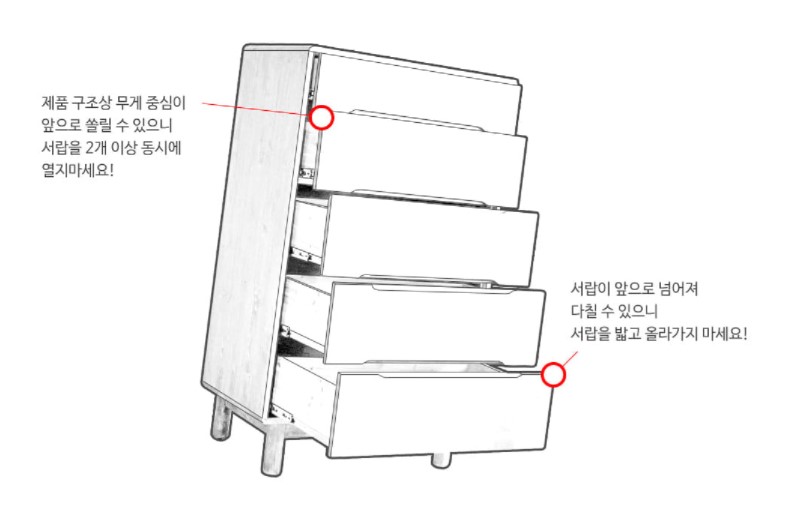 제품 구조상 무게 중심이
앞으로 쏠릴 수 있으니
서랍을 2개 이상 동시에
열지마세요!
서랍이 앞으로 넘어져
다칠 수 있으니
서랍을 밟고 올라가지 마세요!